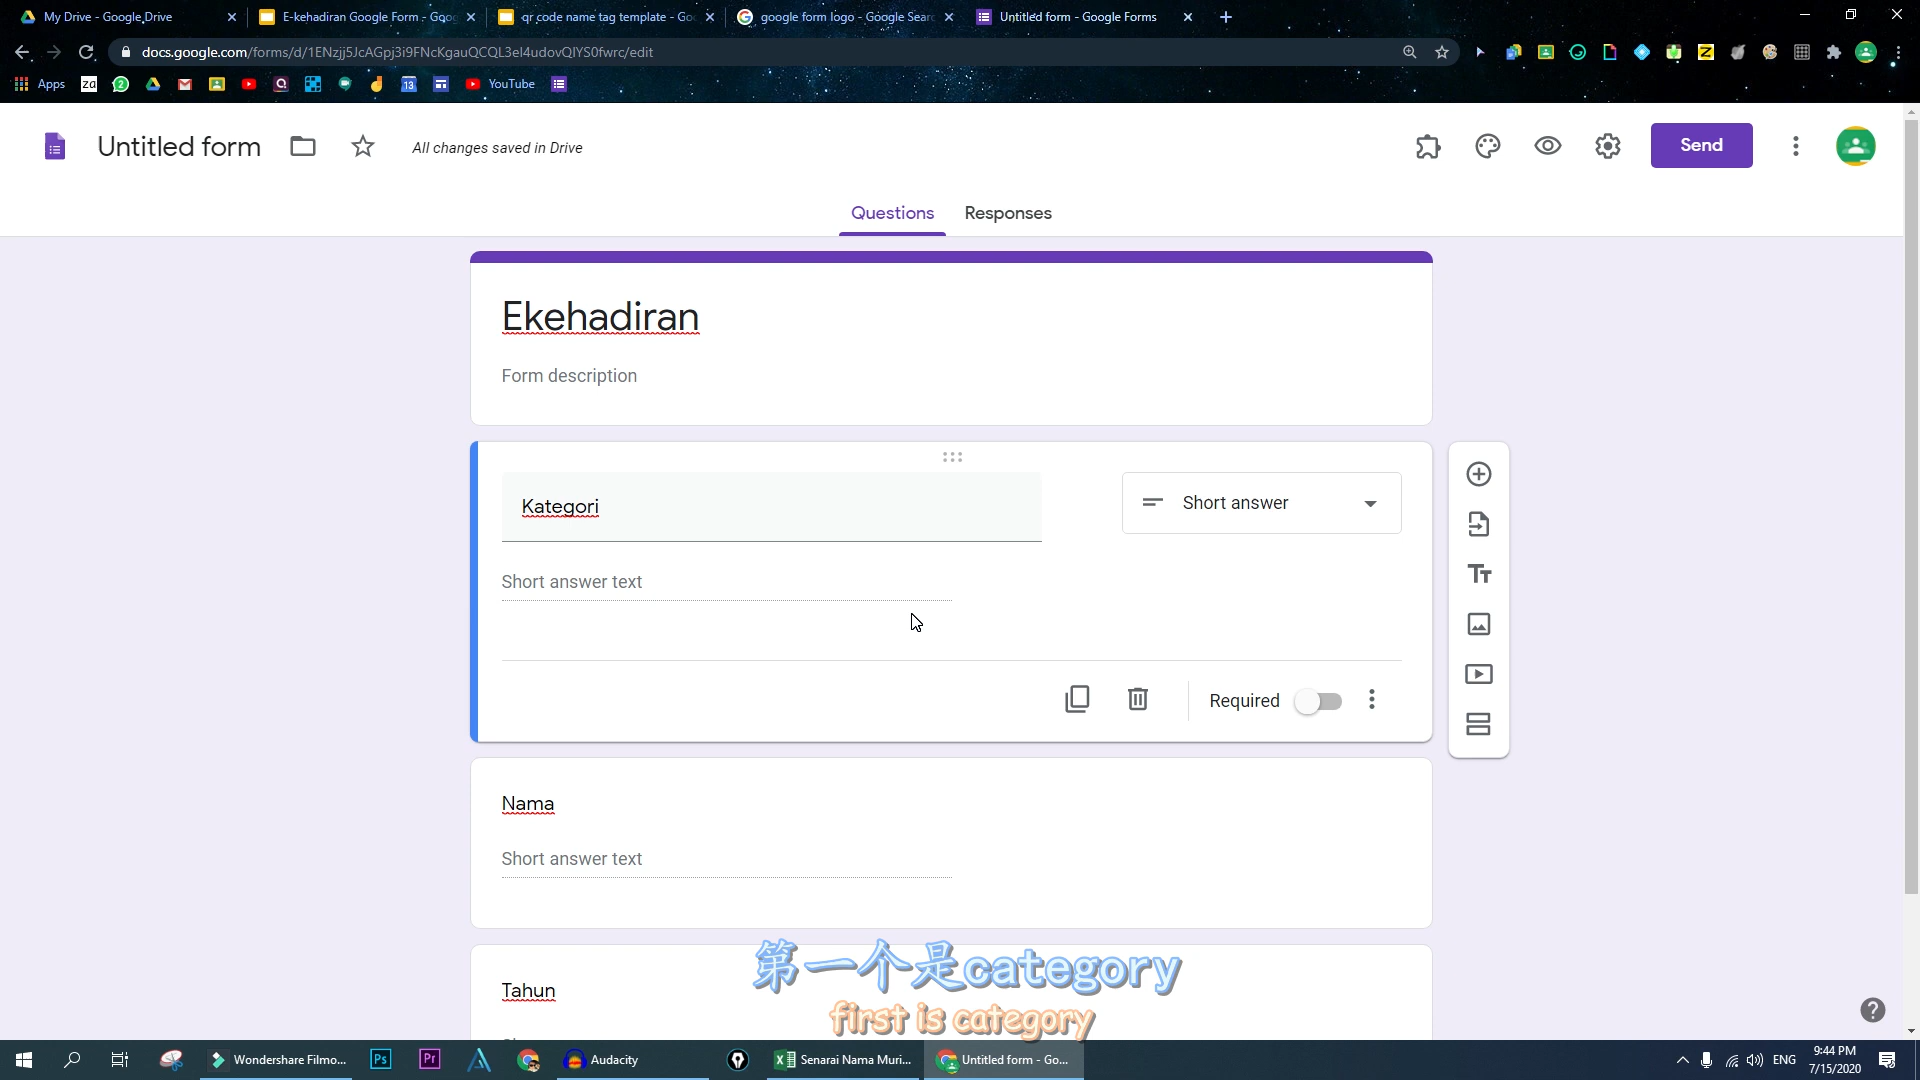 My Drive - Google Drive
E-kehadiran Google Form - Goog
qr code name tag template - Goo
google form logo - Google Searc
Untitled form - Google Forms
docs.google.com/forms/d/1ENzjj5JcAGpj3i9FNcKgauQCQL3el4udovQIYS0fwrc/edit
Apps
YouTube
Untitled form
All changes saved in Drive
Send
Questions
Responses
Ekehadiran
Form description
Kategori
Short answer
Short answer text
Required
Nama
Short answer text
Tahun
第一个是category
first is category
Wondershare Filmo...
Audacity
Senarai Nama Muri...
Untitled form - Go...
ENG
9:44 PM
7/15/2020